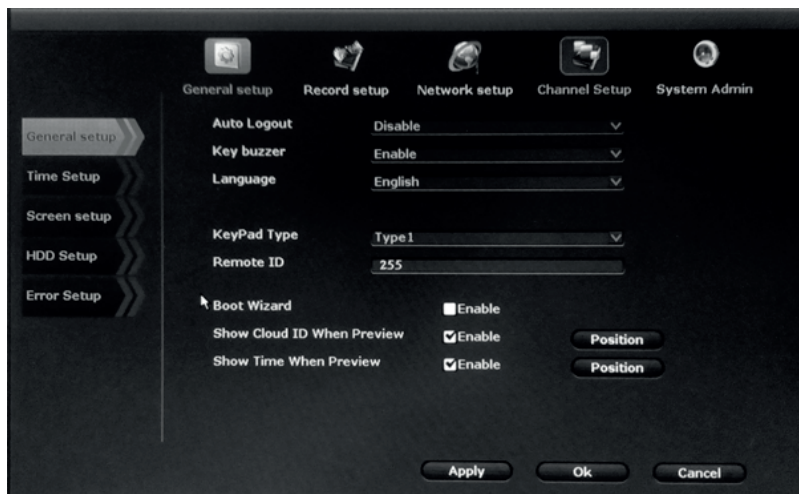 General setup Record setup Network setup Channel Setup System Admin
General setup
Time Setup
Screen setup
HDD Setup
Error Setup
Auto Logout Disable
Key buzzer Enable
Language English
KeyPad Type Type1
Remote ID 255
Boot Wizard Enable
Show Cloud ID When Preview Enable Position
Show Time When Preview Enable Position
Apply Ok Cancel